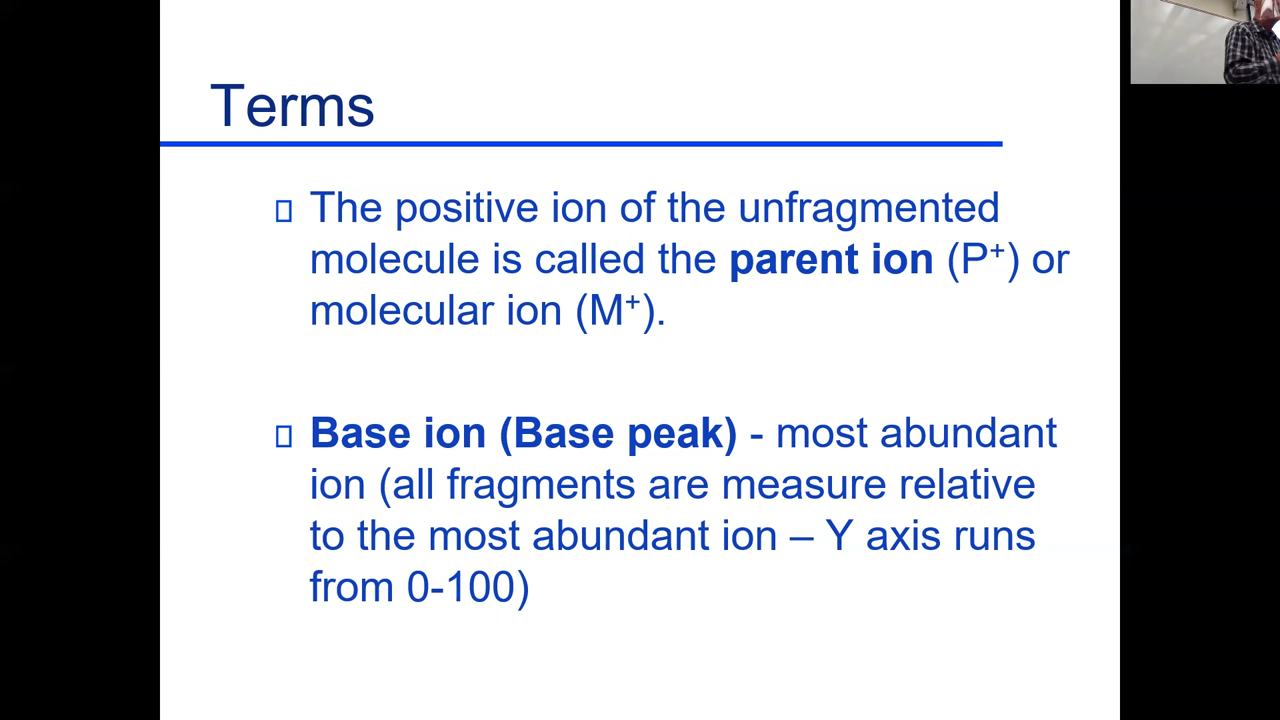 Terms
The positive ion of the unfragmented
molecule is called the parent ion (P⁺) or
molecular ion (M⁺).
Base ion (Base peak) - most abundant
ion (all fragments are measure relative
to the most abundant ion – Y axis runs
from 0-100)